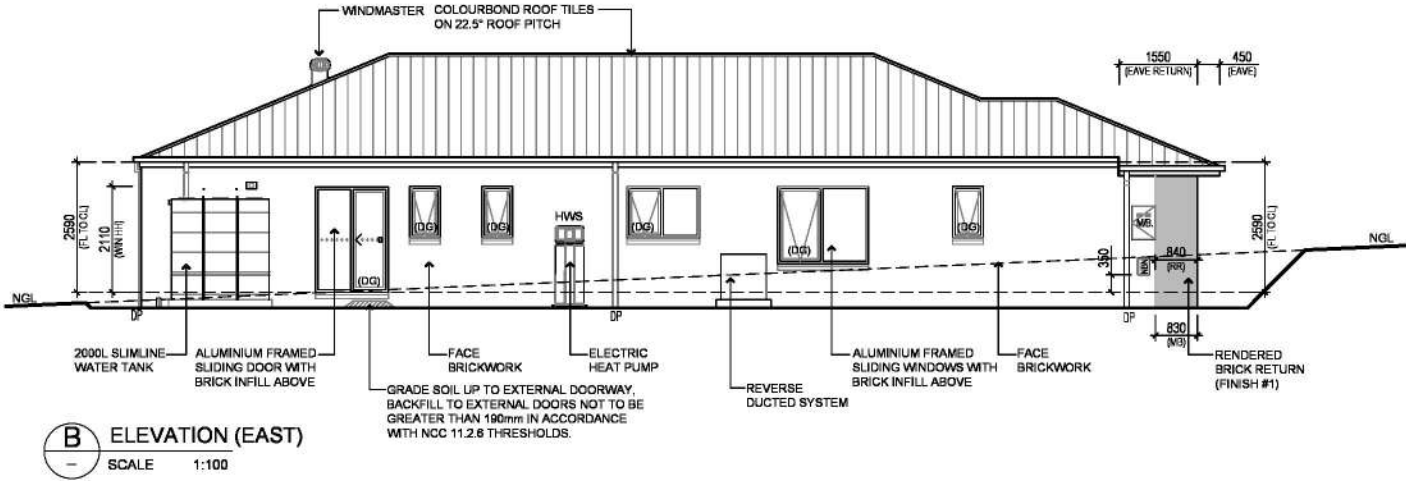 WINDMASTER
COLOURBOND ROOF TILES
ON 22.5° ROOF PITCH
1550
(EAVE RETURN)
450
(EAVE)
2590
(FL TO CL)
2110
(WIN HH)
(DG)
(DG)
(DG)
HWS
(DG)
(DG)
(DG)
M/B.
NBN
350
840
(RR)
2590
(FL TO CL)
NGL
NGL
DP
DP
DP
830
(MB)
2000L SLIMLINE
WATER TANK
ALUMINIUM FRAMED
SLIDING DOOR WITH
BRICK INFILL ABOVE
FACE
BRICKWORK
ELECTRIC
HEAT PUMP
GRADE SOIL UP TO EXTERNAL DOORWAY,
BACKFILL TO EXTERNAL DOORS NOT TO BE
GREATER THAN 190mm IN ACCORDANCE
WITH NCC 11.2.6 THRESHOLDS.
REVERSE
DUCTED SYSTEM
ALUMINIUM FRAMED
SLIDING WINDOWS WITH
BRICK INFILL ABOVE
FACE
BRICKWORK
RENDERED
BRICK RETURN
(FINISH #1)
B
–
ELEVATION (EAST)
SCALE 1:100